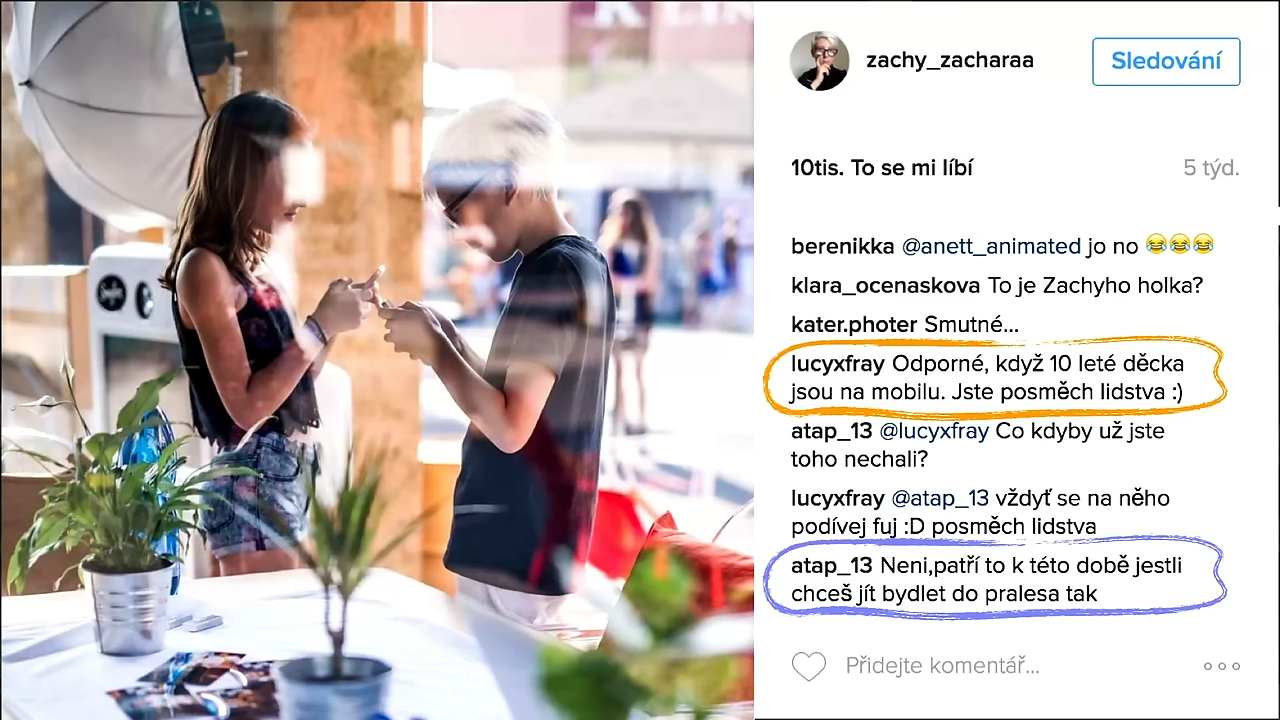 K LIN
zachy_zacharaa
Sledování
10tis. To se mi líbí
5 týd.
berenikka @anett_animated jo no 😂😂😂
klara_ocenaskova To je Zachyho holka?
kater.photer Smutné...
lucyxfray Odporné, když 10 leté děcka
jsou na mobilu. Jste posměch lidstva :)
atap_13 @lucyxfray Co kdyby už jste
toho nechali?
lucyxfray @atap_13 vždyť se na něho
podívej fuj :D posměch lidstva
atap_13 Neni,patří to k této době jestli
chceš jít bydlet do pralesa tak
Přidejte komentář...